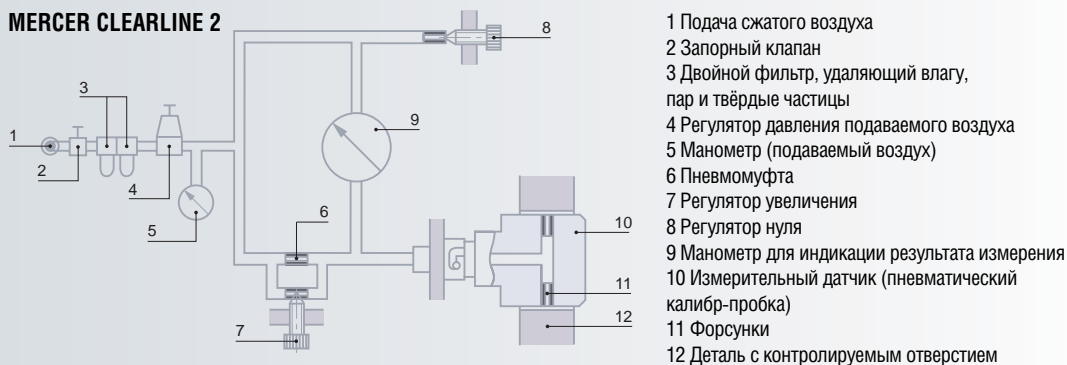 MERCER CLEARLINE 2
1
2
3
4
5
6
7
8
9
10
11
12
1 Подача сжатого воздуха
2 Запорный клапан
3 Двойной фильтр, удаляющий влагу,
пар и твёрдые частицы
4 Регулятор давления подаваемого воздуха
5 Манометр (подаваемый воздух)
6 Пневмомуфта
7 Регулятор увеличения
8 Регулятор нуля
9 Манометр для индикации результата измерения
10 Измерительный датчик (пневматический
калибр-пробка)
11 Форсунки
12 Деталь с контролируемым отверстием